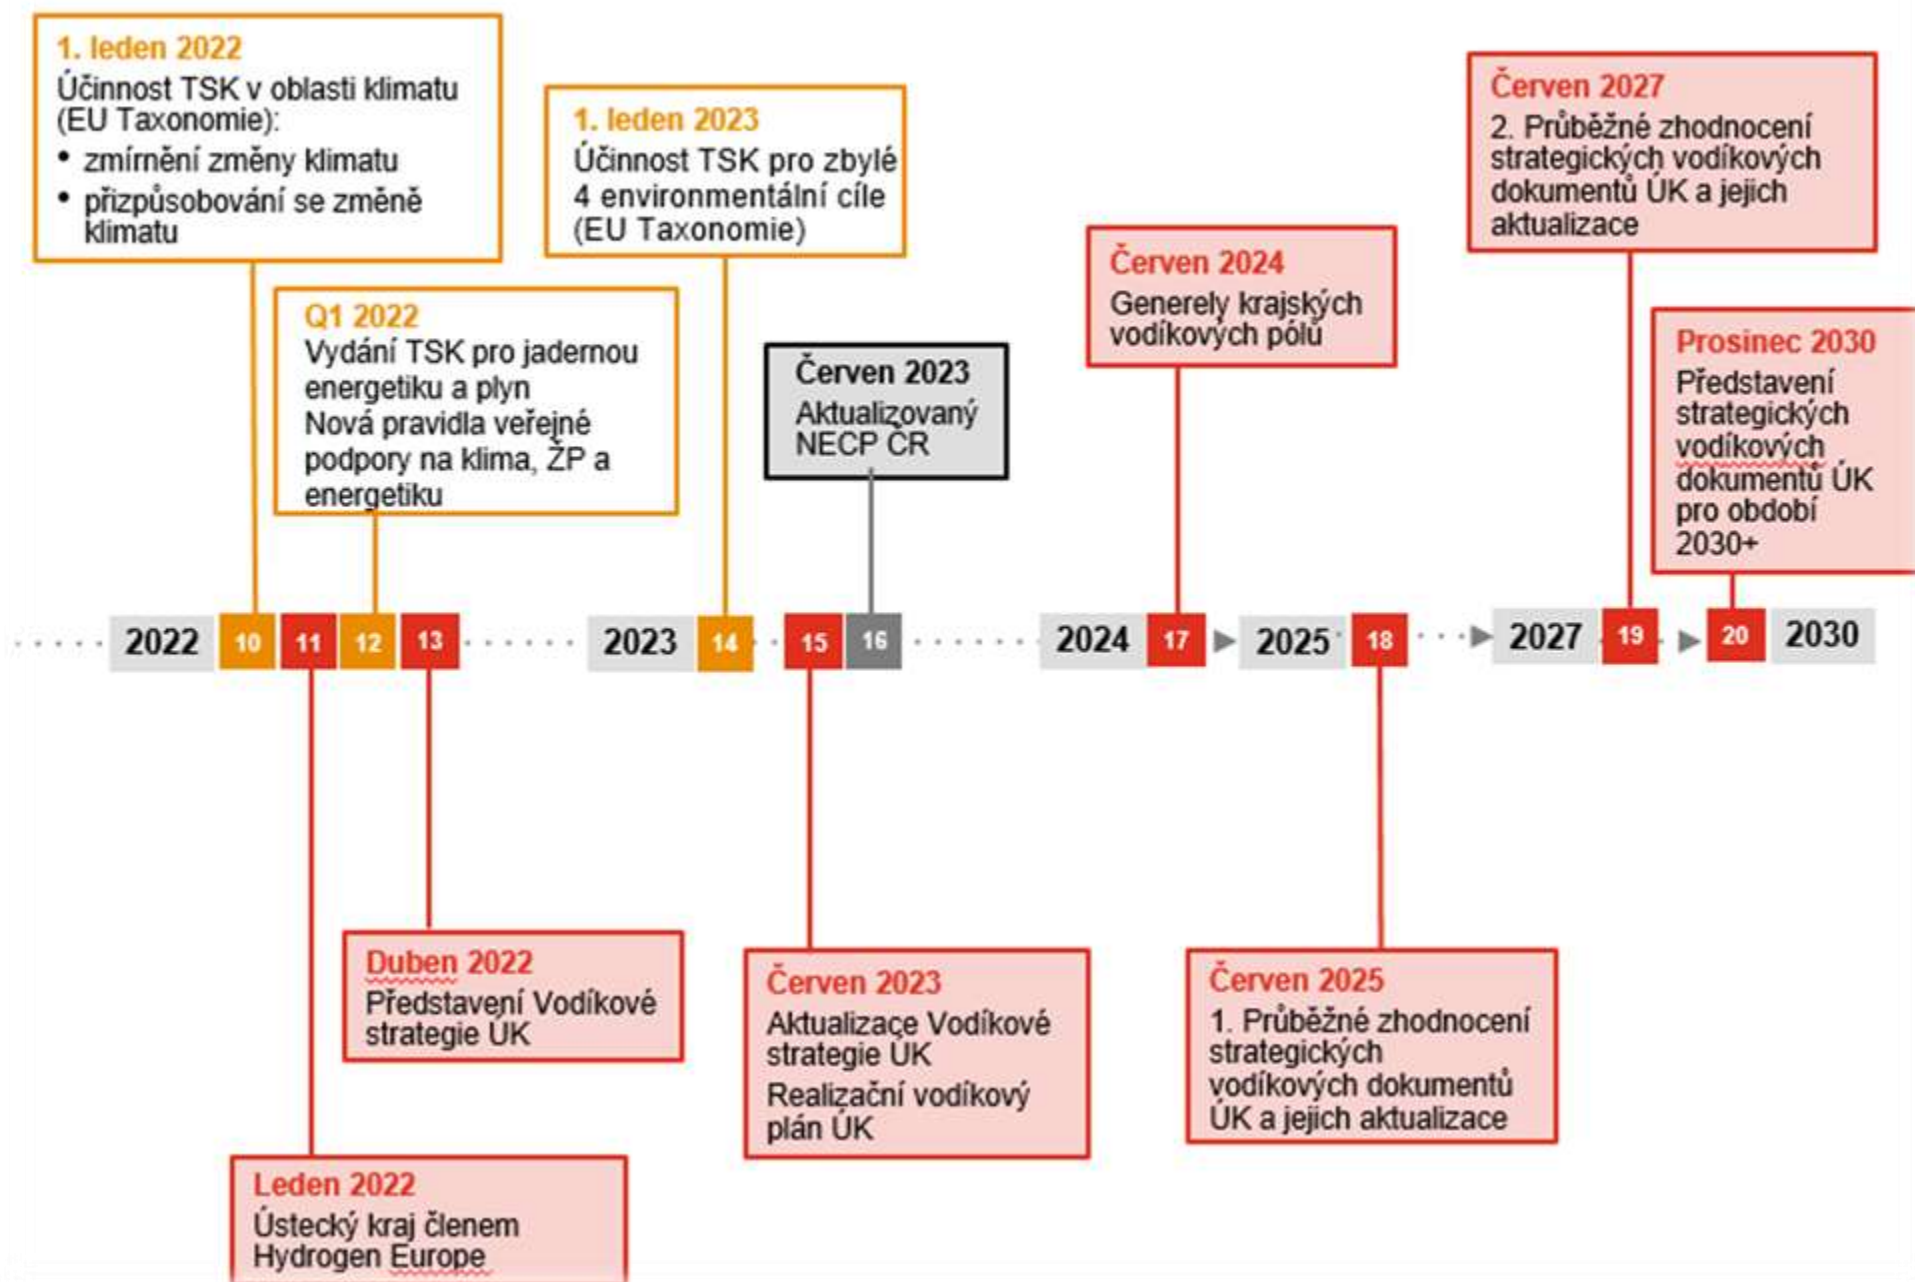 1. leden 2022
Účinnost TSK v oblasti klimatu
(EU Taxonomie):
• zmírnění změny klimatu
• přizpůsobování se změně
klimatu
Q1 2022
Vydání TSK pro jadernou
energetiku a plyn
Nová pravidla veřejné
podpory na klima, ŽP a
energetiku
1. leden 2023
Účinnost TSK pro zbylé
4 environmentální cíle
(EU Taxonomie)
Červen 2023
Aktualizovaný
NECP ČR
Červen 2024
Generely krajských
vodíkových pólů
Červen 2027
2. Průběžné zhodnocení
strategických vodíkových
dokumentů ÚK a jejich
aktualizace
Prosinec 2030
Představení
strategických
vodíkových
dokumentů ÚK
pro období
2030+
2022 10 11 12 13 2023 14 15 16 2024 17 2025 18 2027 19 20 2030
Duben 2022
Představení Vodíkové
strategie ÚK
Leden 2022
Ústecký kraj členem
Hydrogen Europe
Červen 2023
Aktualizace Vodíkové
strategie ÚK
Realizační vodíkový
plán ÚK
Červen 2025
1. Průběžné zhodnocení
strategických
vodíkových dokumentů
ÚK a jejich aktualizace